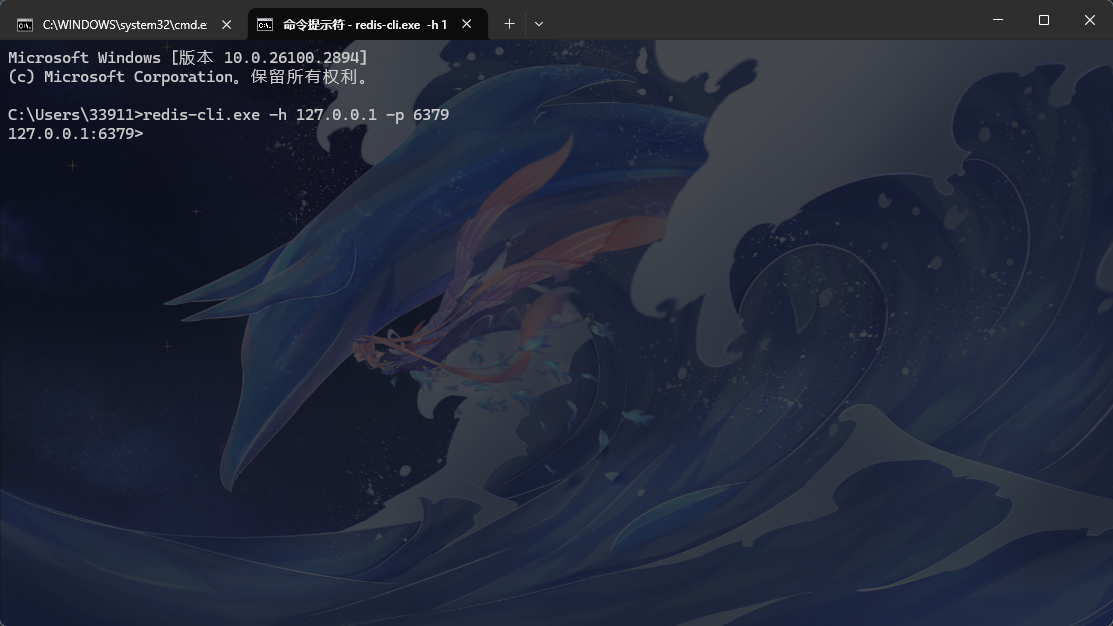 C:\WINDOWS\system32\cmd.e
命令提示符 - redis-cli.exe -h 1
Microsoft Windows [版本 10.0.26100.2894]
(c) Microsoft Corporation。保留所有权利。
C:\Users\33911>redis-cli.exe -h 127.0.0.1 -p 6379
127.0.0.1:6379>